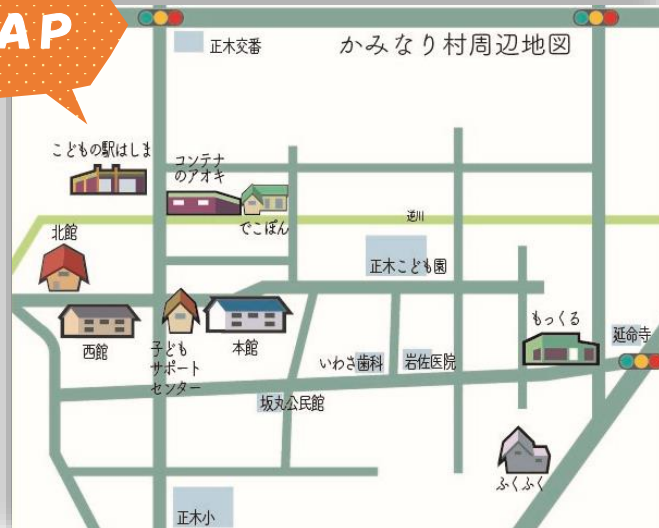 AP
正木交番
かみなり村周辺地図
こどもの駅はしま
コンテナ
のアオキ
でこぽん
逆川
北館
正木こども園
もっくる
延命寺
西館
子ども
サポート
センター
本館
いわさ歯科
岩佐医院
坂丸公民館
ふくふく
正木小